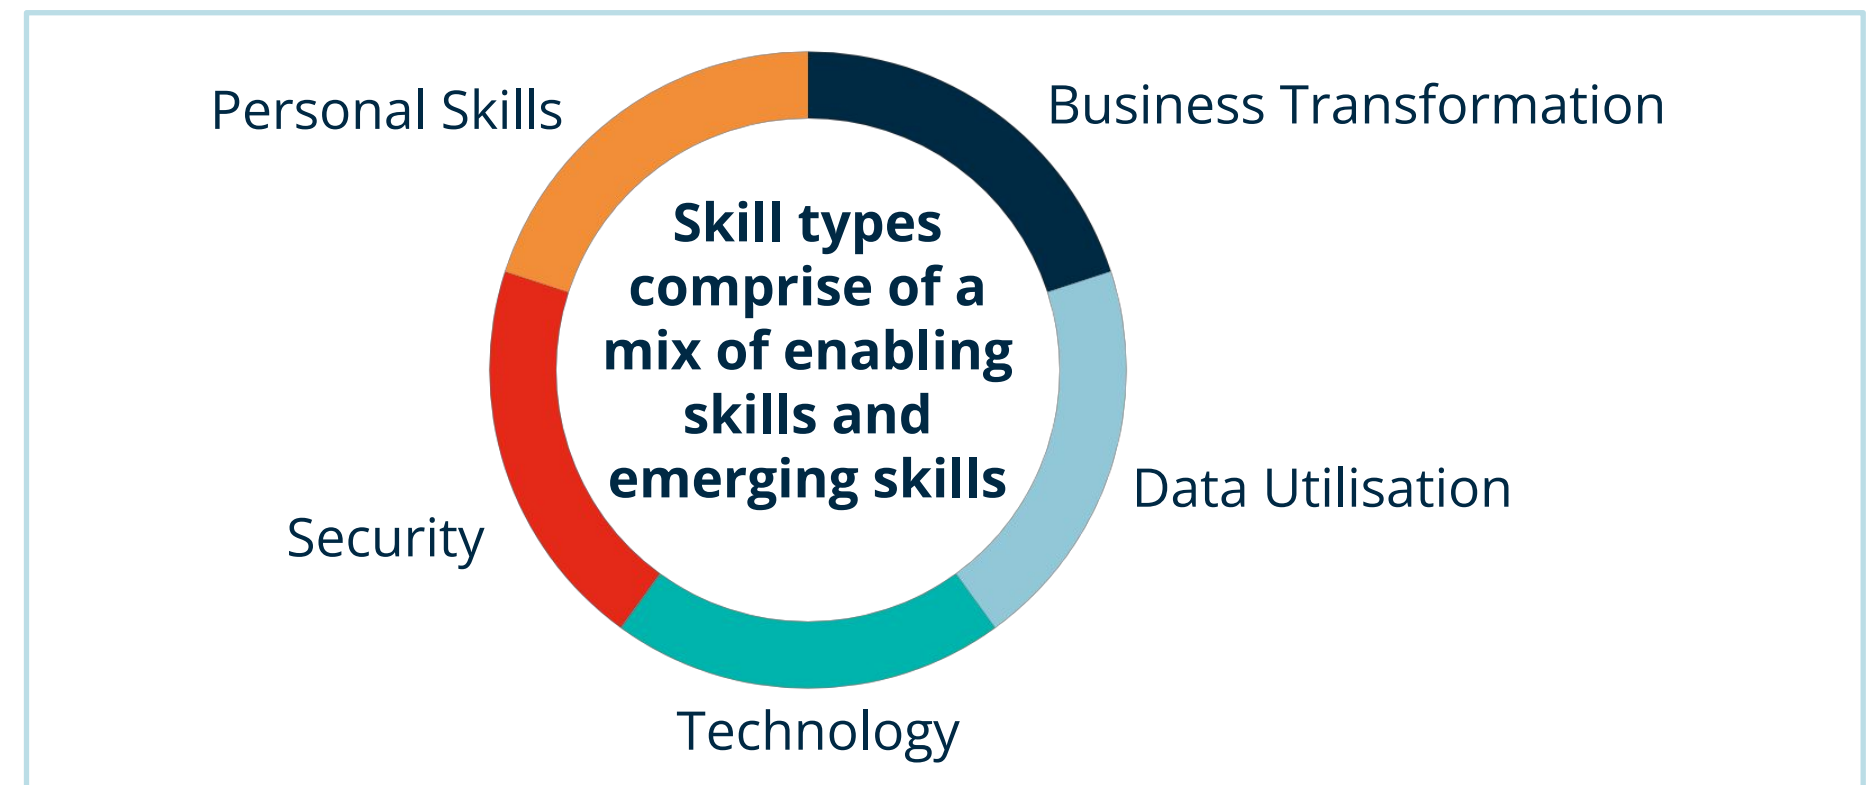 Personal Skills
Business Transformation
Skill types
comprise of a
mix of enabling
skills and
emerging skills
Data Utilisation
Security
Technology